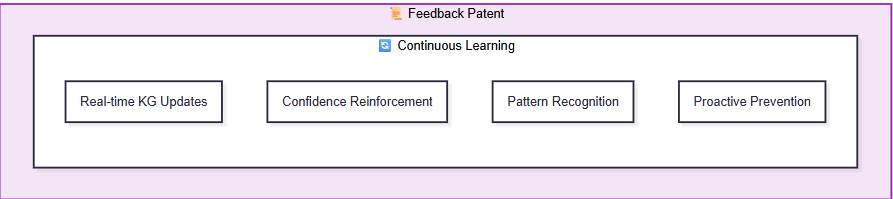 📜 Feedback Patent
🔄 Continuous Learning
Real-time KG Updates
Confidence Reinforcement
Pattern Recognition
Proactive Prevention